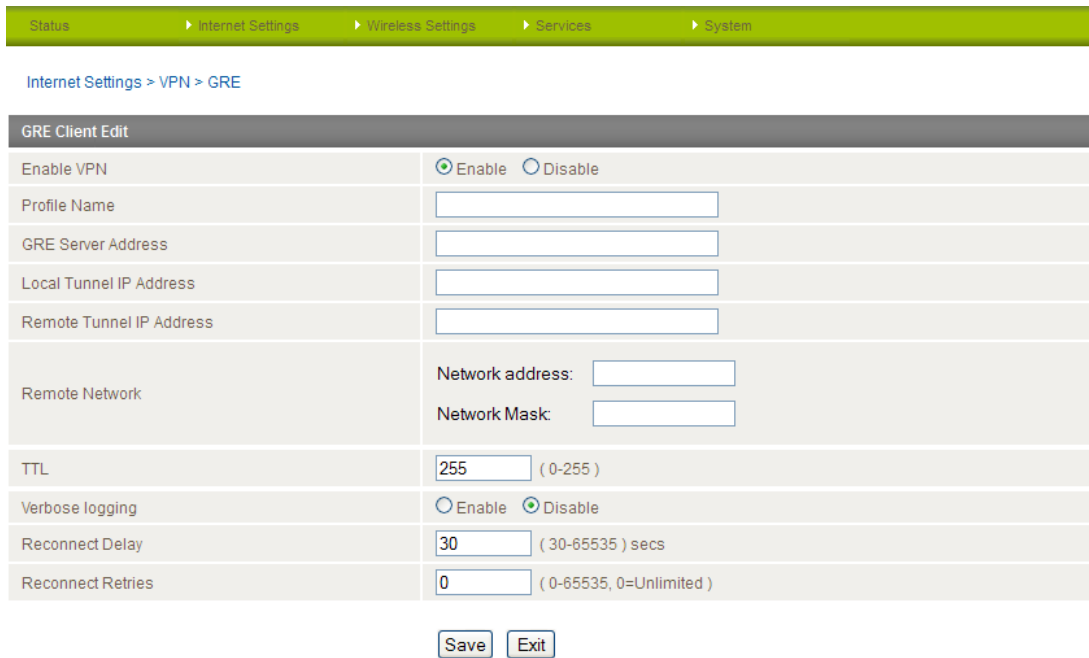 Status Internet Settings Wireless Settings Services System
Internet Settings > VPN > GRE
GRE Client Edit
Enable VPN Enable Disable
Profile Name
GRE Server Address
Local Tunnel IP Address
Remote Tunnel IP Address
Remote Network Network address:
Network Mask:
TTL 255 ( 0-255 )
Verbose logging Enable Disable
Reconnect Delay 30 ( 30-65535 ) secs
Reconnect Retries 0 ( 0-65535, 0=Unlimited )
Save Exit